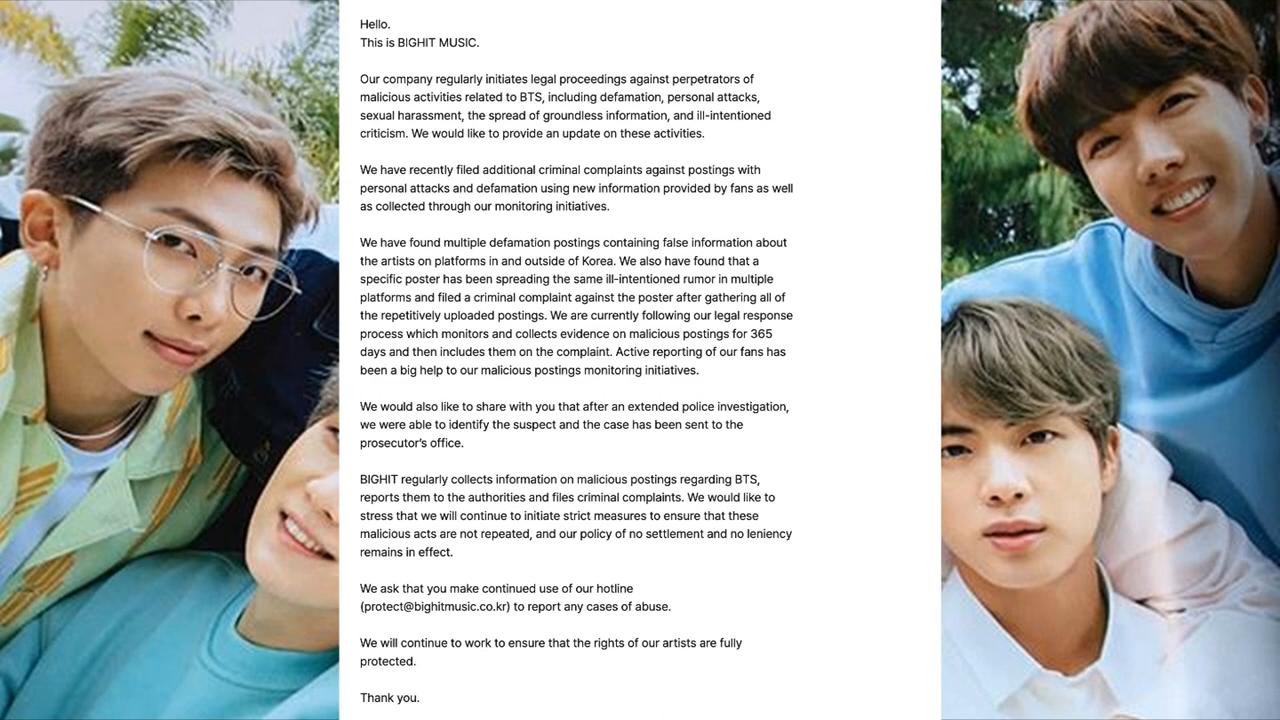 Hello.
This is BIGHIT MUSIC.
Our company regularly initiates legal proceedings against perpetrators of
malicious activities related to BTS, including defamation, personal attacks,
sexual harassment, the spread of groundless information, and ill-intentioned
criticism. We would like to provide an update on these activities.
We have recently filed additional criminal complaints against postings with
personal attacks and defamation using new information provided by fans as well
as collected through our monitoring initiatives.
We have found multiple defamation postings containing false information about
the artists on platforms in and outside of Korea. We also have found that a
specific poster has been spreading the same ill-intentioned rumor in multiple
platforms and filed a criminal complaint against the poster after gathering all of
the repetitively uploaded postings. We are currently following our legal response
process which monitors and collects evidence on malicious postings for 365
days and then includes them on the complaint. Active reporting of our fans has
been a big help to our malicious postings monitoring initiatives.
We would also like to share with you that after an extended police investigation,
we were able to identify the suspect and the case has been sent to the
prosecutor's office.
BIGHIT regularly collects information on malicious postings regarding BTS,
reports them to the authorities and files criminal complaints. We would like to
stress that we will continue to initiate strict measures to ensure that these
malicious acts are not repeated, and our policy of no settlement and no leniency
remains in effect.
We ask that you make continued use of our hotline
(protect@bighitmusic.co.kr) to report any cases of abuse.
We will continue to work to ensure that the rights of our artists are fully
protected.
Thank you.